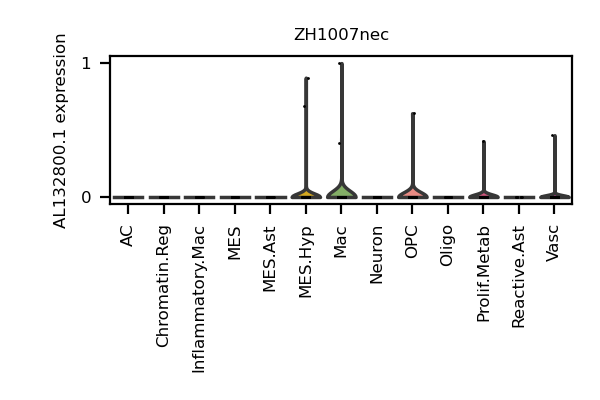 ZH1007nec
AL132800.1 expression
1
0
AC
Chromatin.Reg
Inflammatory.Mac
MES
MES.Ast
MES.Hyp
Mac
Neuron
OPC
Oligo
Prolif.Metab
Reactive.Ast
Vasc